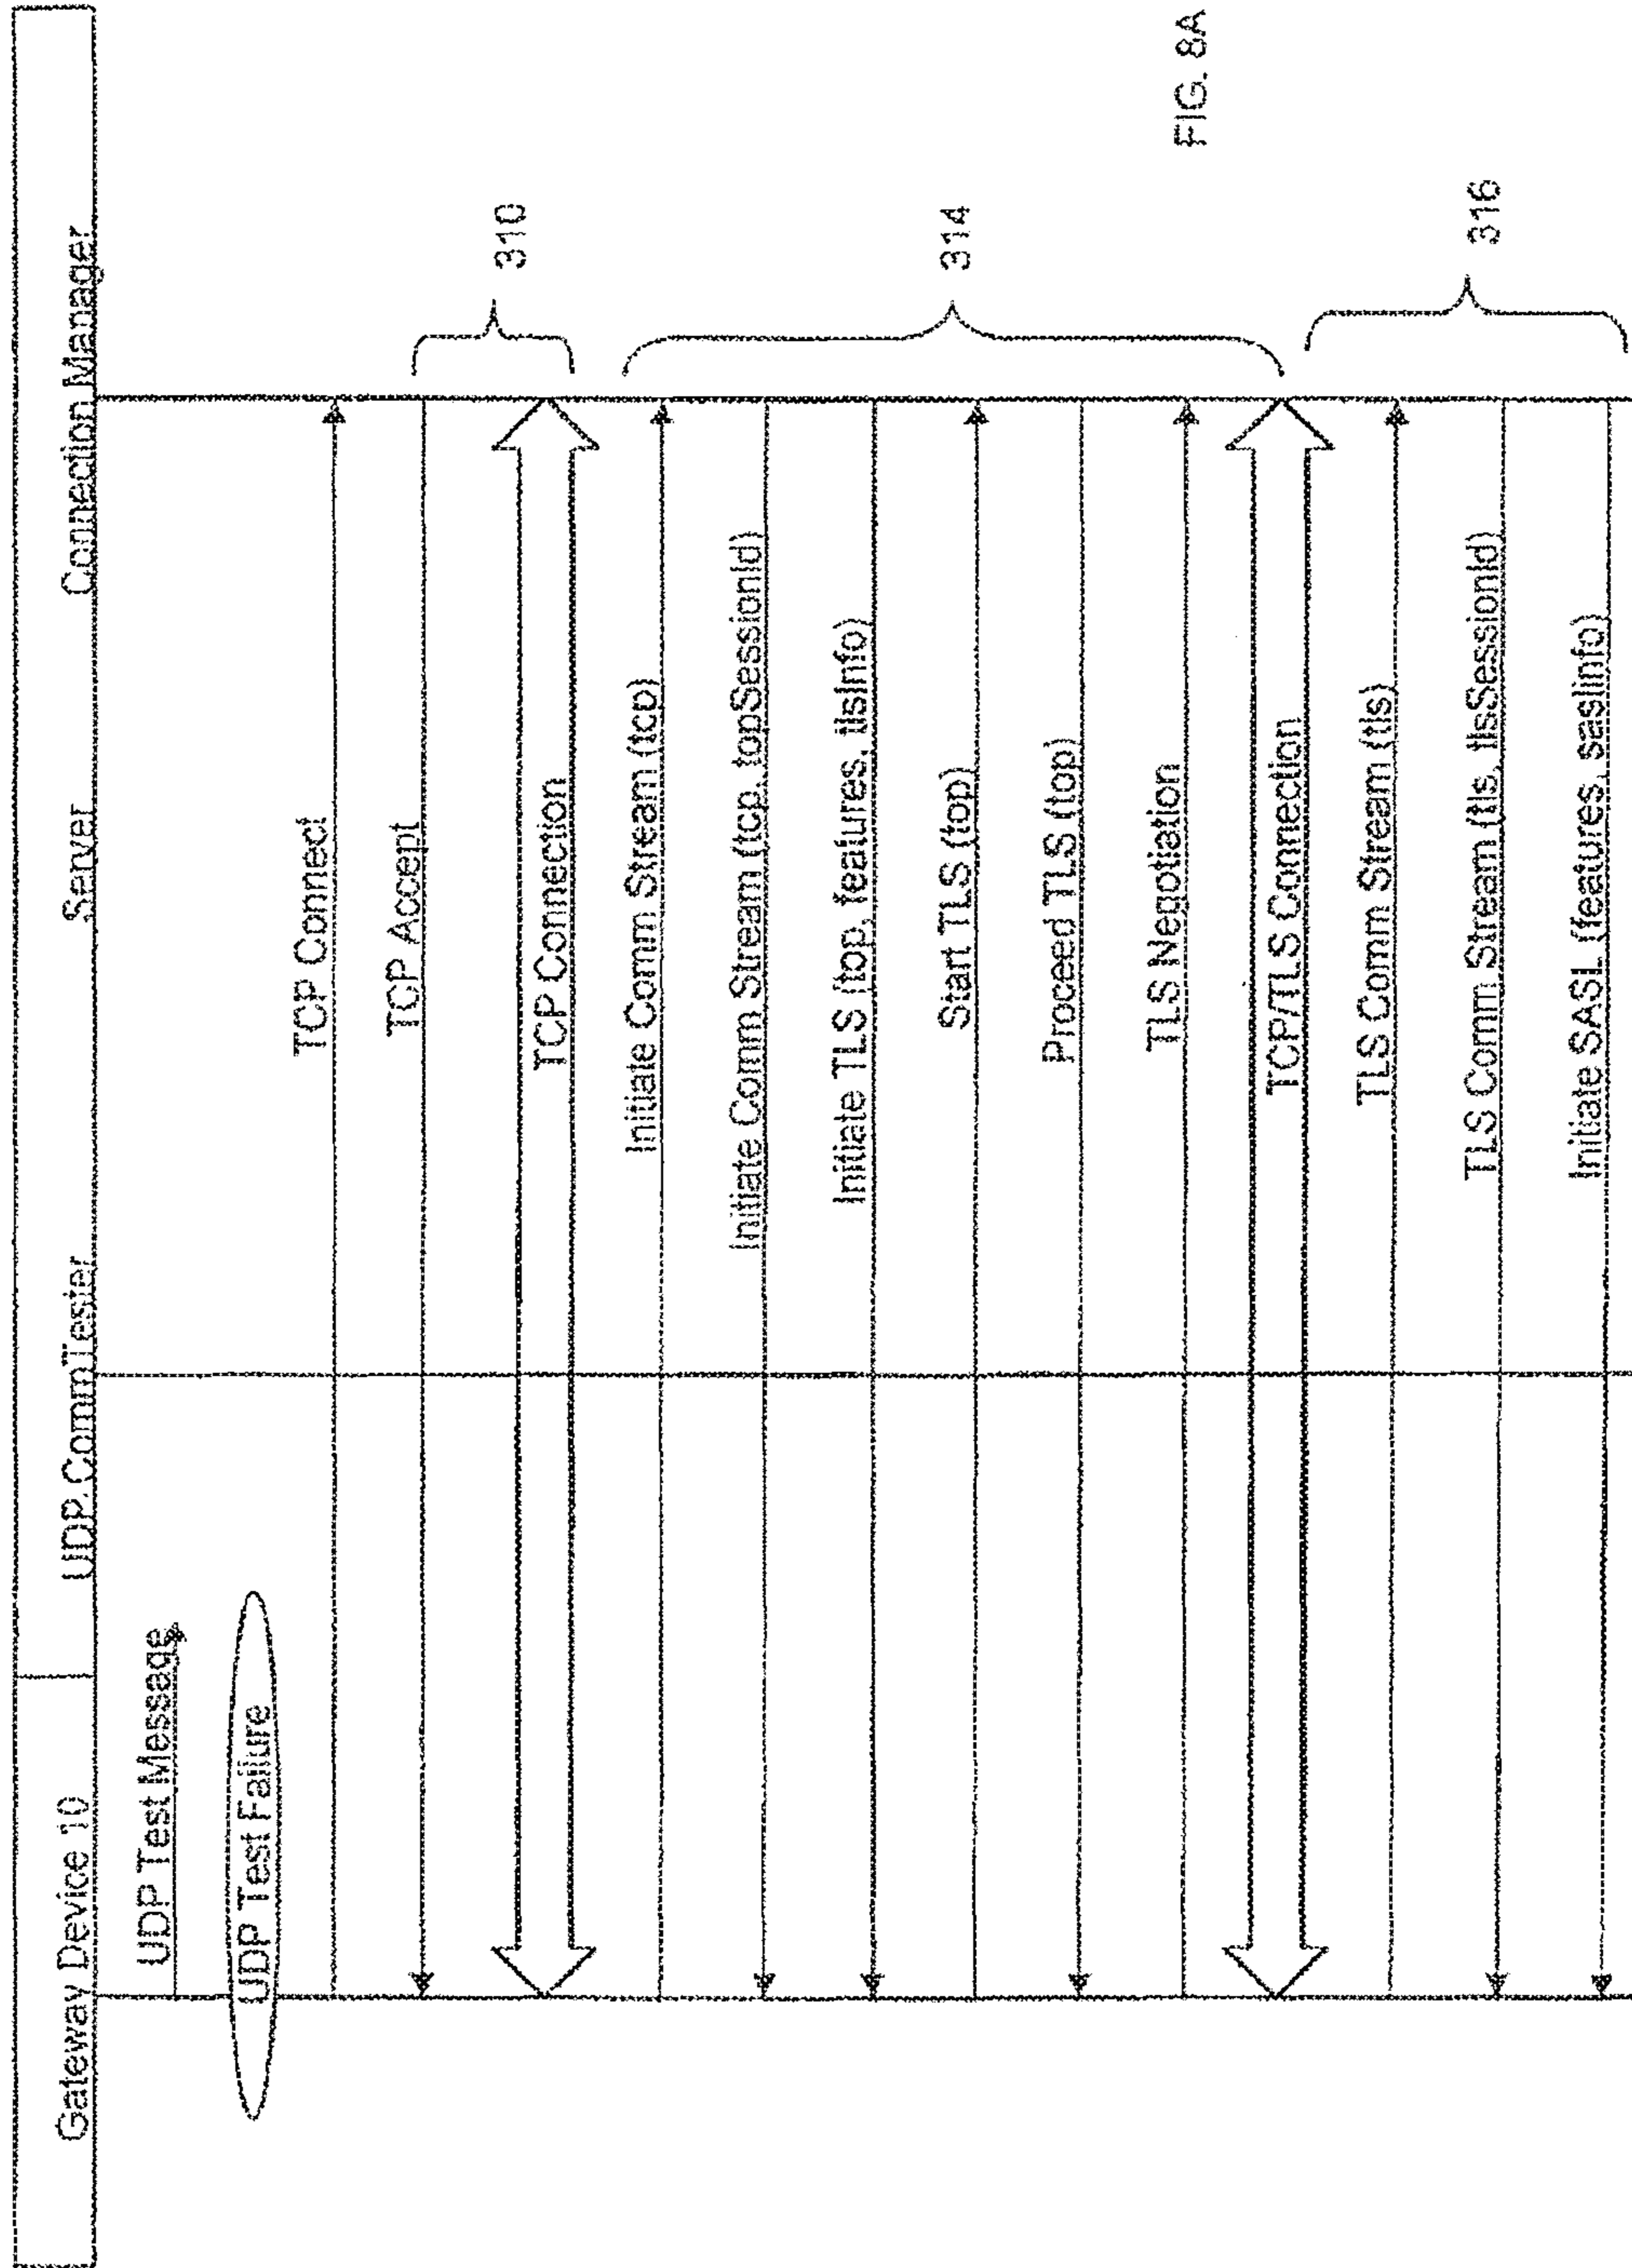 Gateway Device 10
UDP CommTester
Server
Connection Manager
UDP Test Message
UDP Test Failure
TCP Connect
TCP Accept
TCP Connection
310
Initiate Comm Stream (tcp)
Initiate Comm Stream (tcp, tcpSessionId)
Initiate TLS (tcp, features, tlsInfo)
Start TLS (tcp)
314
Proceed TLS (tcp)
TLS Negotiation
TCP/TLS Connection
TLS Comm Stream (tls)
TLS Comm Stream (tls, tlsSessionId)
316
Initiate SASL (features, saslInfo)
FIG. 8A